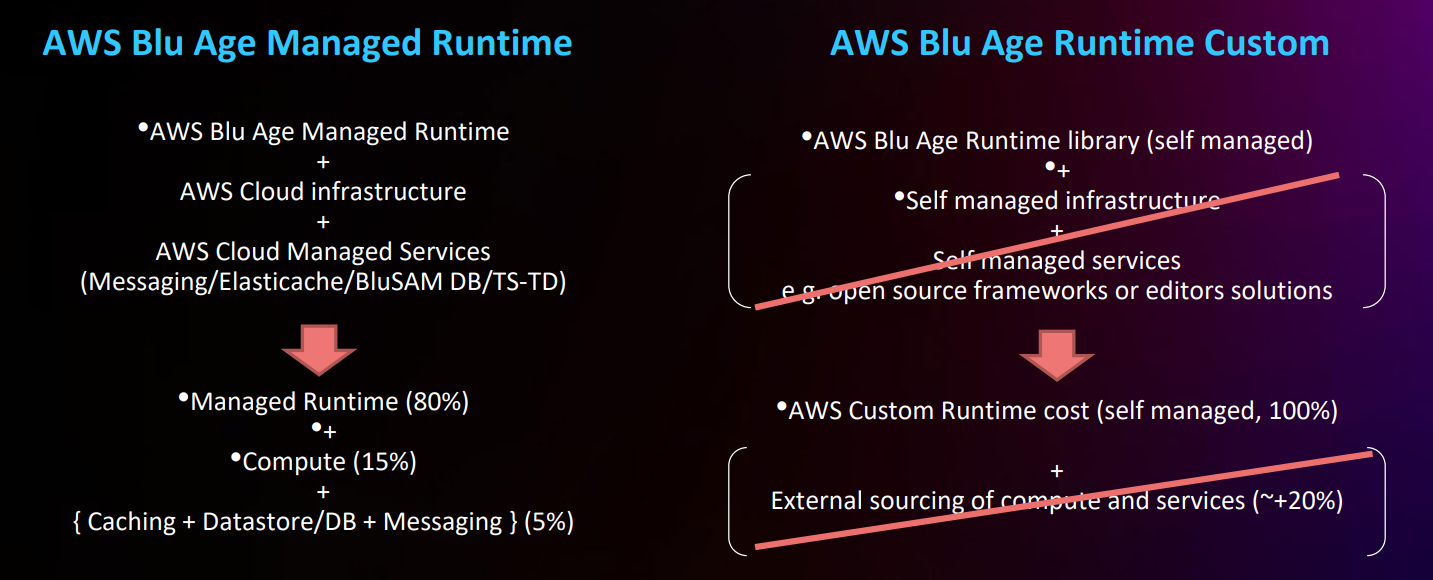 AWS Blu Age Managed Runtime
•AWS Blu Age Managed Runtime
+
AWS Cloud infrastructure
+
AWS Cloud Managed Services
(Messaging/Elasticache/BluSAM DB/TS-TD)
•Managed Runtime (80%)
•+
•Compute (15%)
+
{ Caching + Datastore/DB + Messaging } (5%)
AWS Blu Age Runtime Custom
•AWS Blu Age Runtime library (self managed)
•+
•Self managed infrastructure
+
Self managed services
e.g. open source frameworks or editors solutions
•AWS Custom Runtime cost (self managed, 100%)
+
External sourcing of compute and services (~+20%)